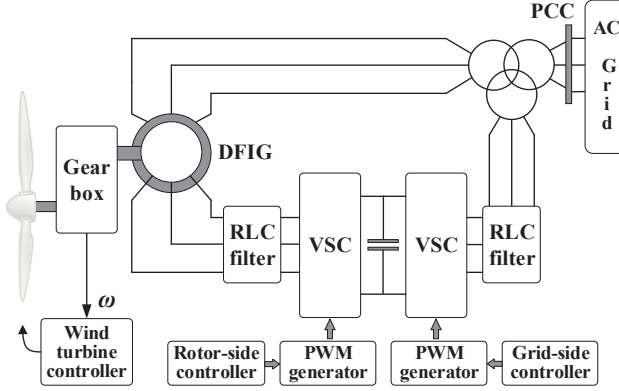 PCC
AC
G
r
i
d
DFIG
Gear
box
RLC
filter
VSC
VSC
RLC
filter
ω
Wind
turbine
controller
Rotor-side
controller
PWM
generator
PWM
generator
Grid-side
controller